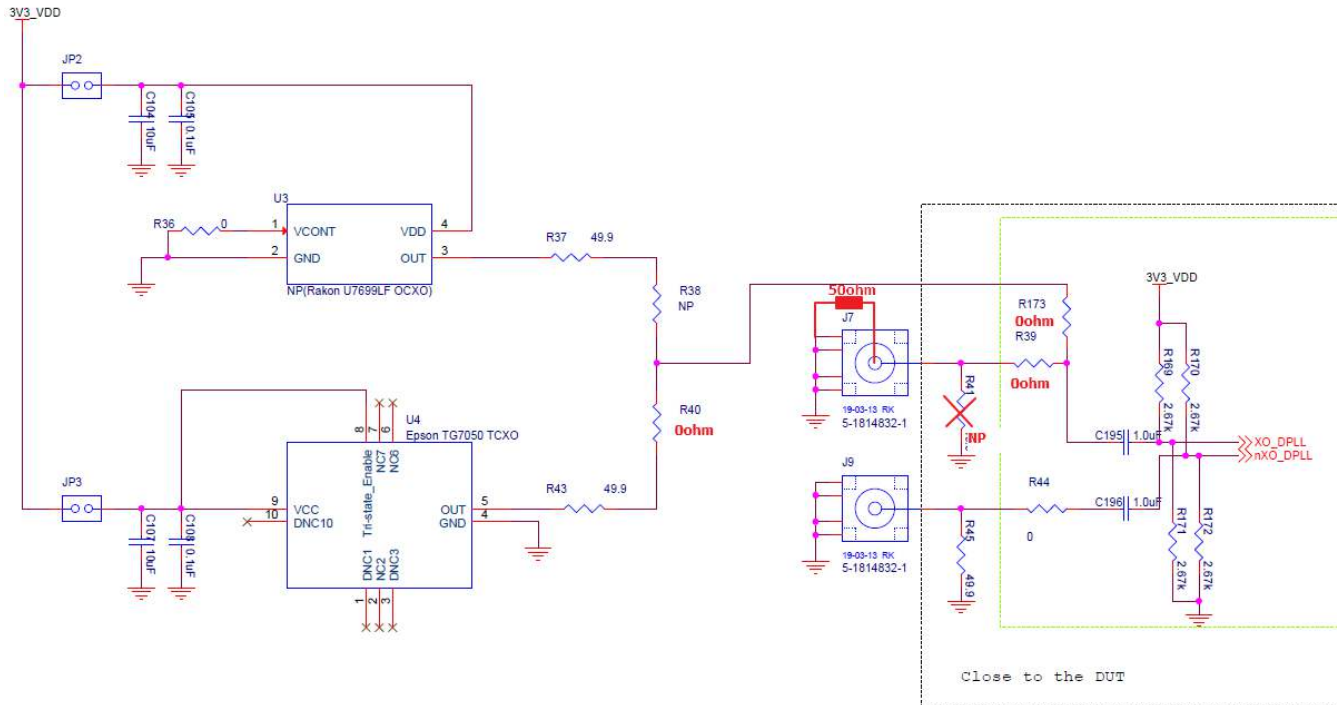 3V3_VDD
JP2
C104
10uF
C105
0.1uF
U3
R36
0
1
VCONT
VDD
4
2
GND
OUT
3
NP(Rakon U7699LF OCXO)
R37
49.9
R38
NP
50ohm
J7
19-03-13 RK
5-1814832-1
R173
0ohm
R39
0ohm
R41
NP
3V3_VDD
R169
2.67k
R170
2.67k
C195
1.0uF
XO_DPLL
nXO_DPLL
R40
0ohm
U4
Epson TG7050 TCXO
8
7
6
Tri-state_Enable
NC7
NC6
JP3
C107
10uF
C108
0.1uF
9
VCC
10
DNC10
OUT
5
GND
4
DNC1
NC2
DNC3
1
2
3
R43
49.9
J9
19-03-13 RK
5-1814832-1
R45
49.9
R44
0
C196
1.0uF
R171
2.67k
R172
2.67k
Close to the DUT